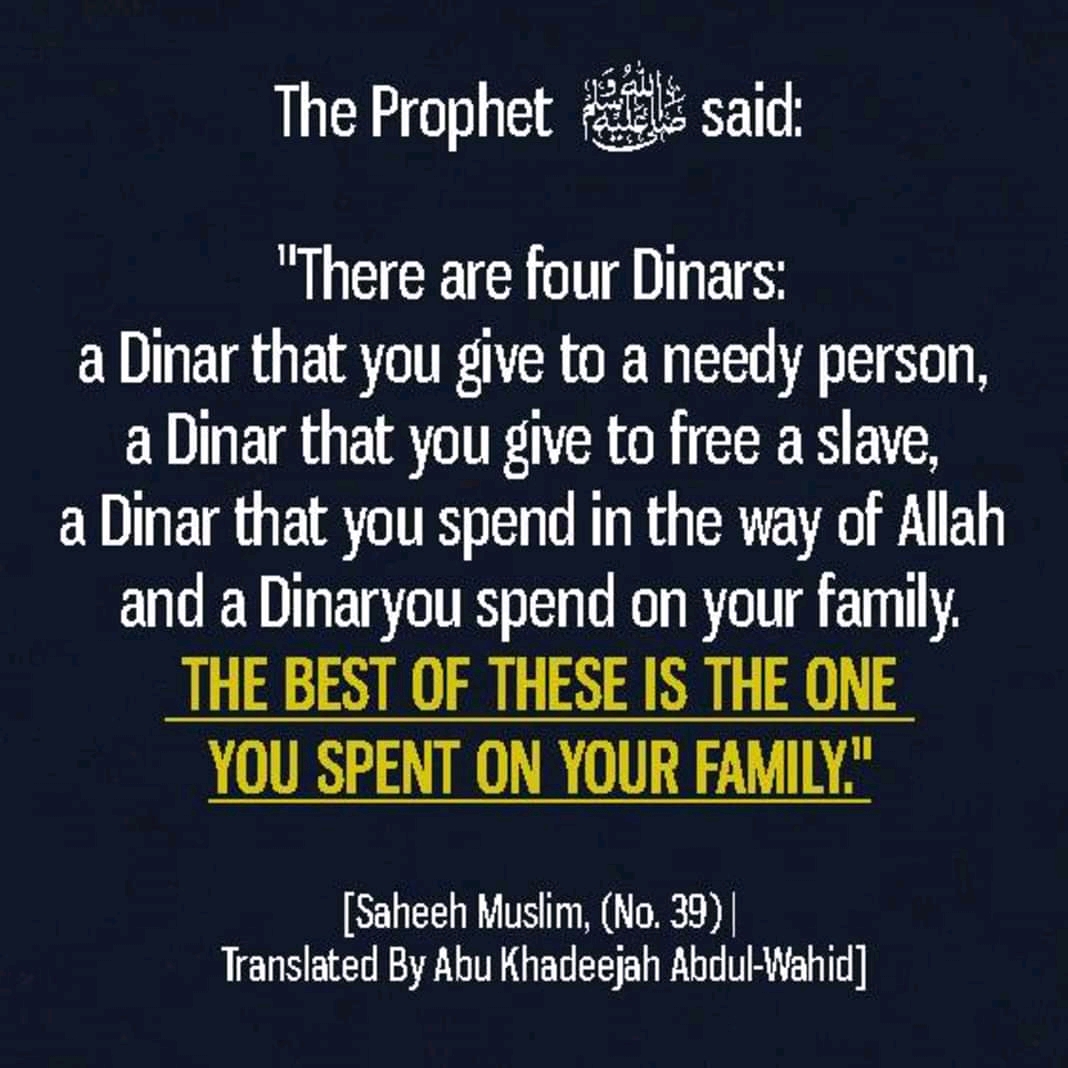 The Prophet ﷺ said:
"There are four Dinars:
a Dinar that you give to a needy person,
a Dinar that you give to free a slave,
a Dinar that you spend in the way of Allah
and a Dinaryou spend on your family.
THE BEST OF THESE IS THE ONE
YOU SPENT ON YOUR FAMILY."
[Saheeh Muslim, (No. 39) |
Translated By Abu Khadeejah Abdul-Wahid]